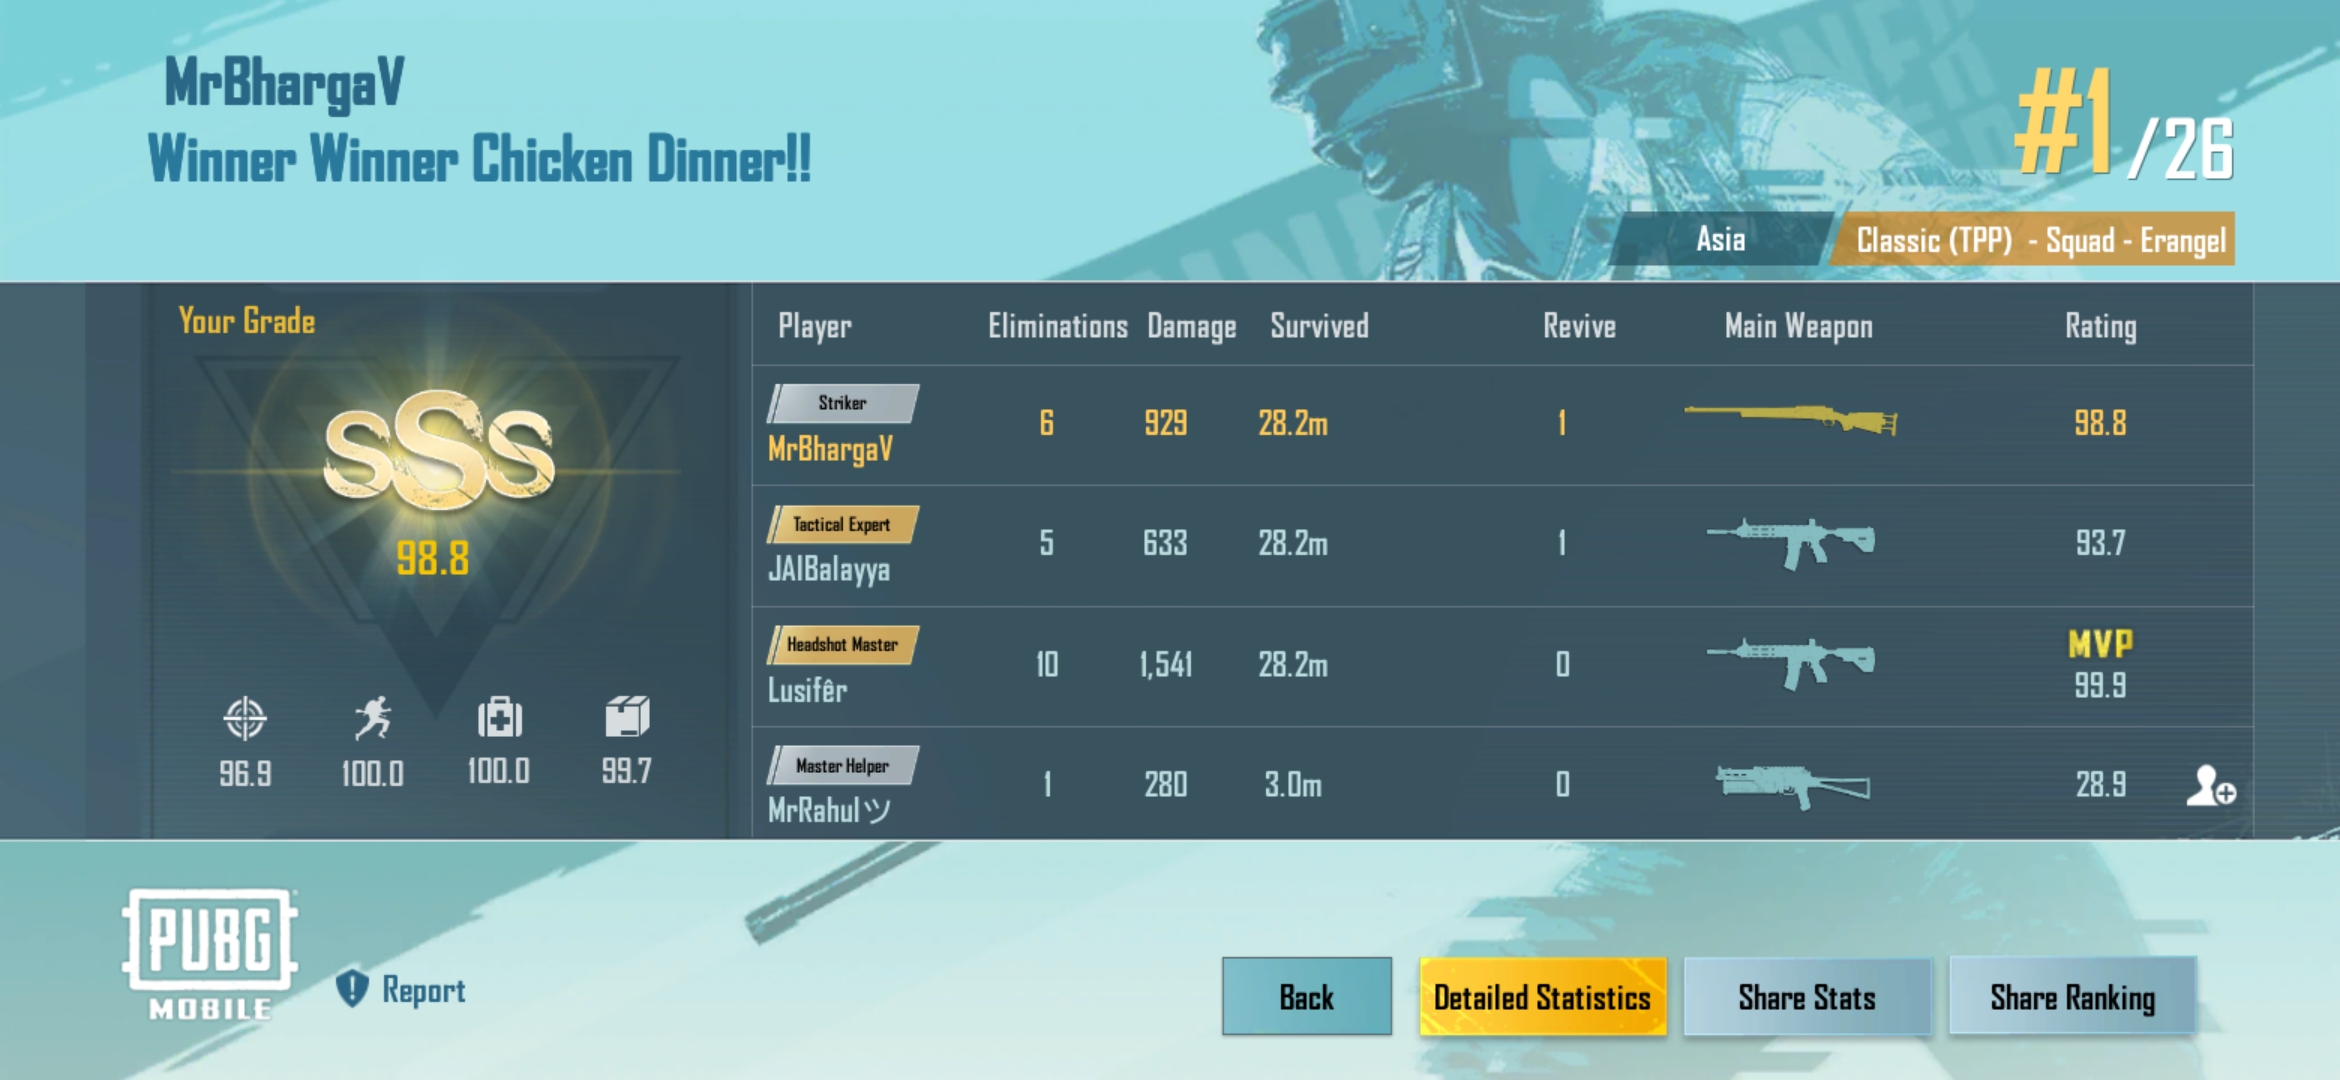 MrBhargaV
Winner Winner Chicken Dinner!!
#1/26
Asia
Classic (TPP) - Squad - Erangel
Your Grade
SSS
98.8
96.9 100.0 100.0 99.7
Player Eliminations Damage Survived Revive Main Weapon Rating
Striker
MrBhargaV 6 929 28.2m 1 98.8
Tactical Expert
JAIBalayya 5 633 28.2m 1 93.7
Headshot Master
MVP
Lusifêr 10 1,541 28.2m 0 99.9
Master Helper
MrRahulツ 1 280 3.0m 0 28.9
PUBG
MOBILE
Report
Back
Detailed Statistics
Share Stats
Share Ranking